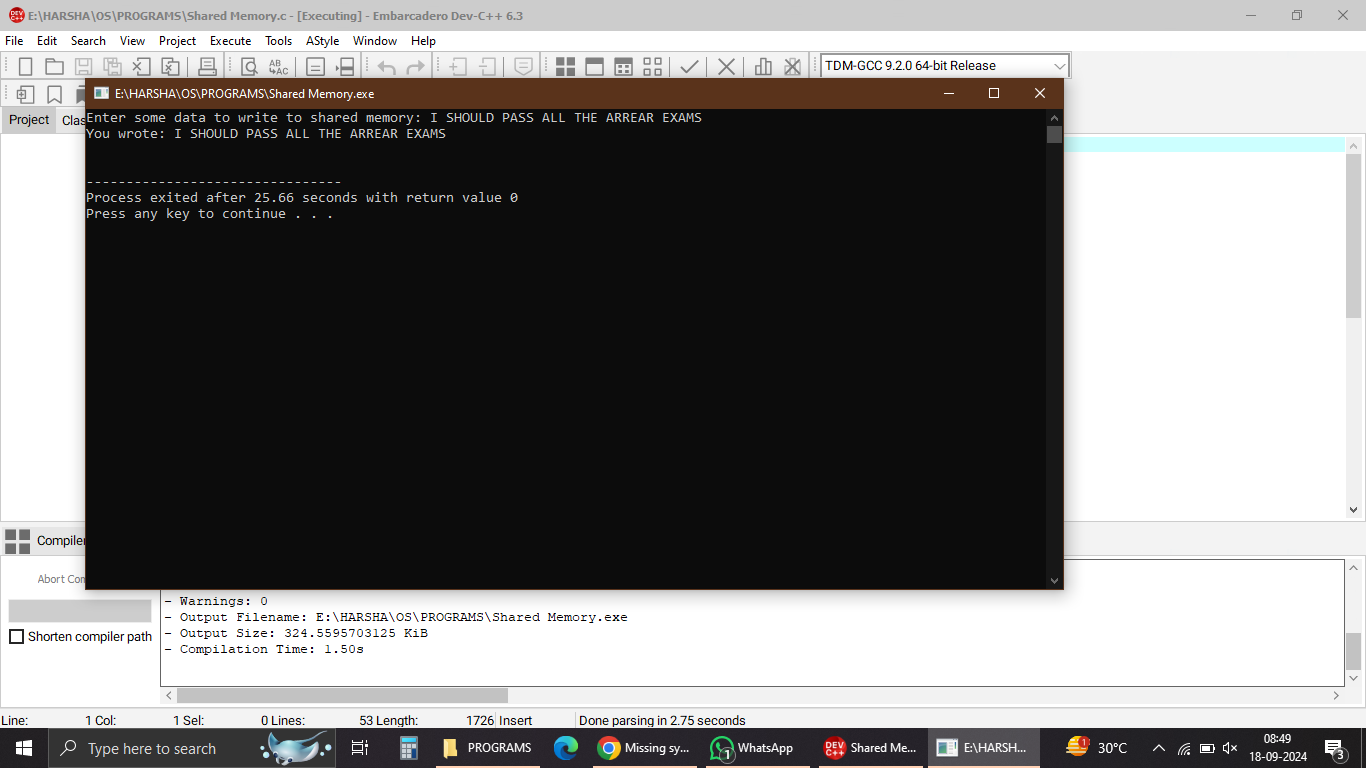 E:\HARSHA\OS\PROGRAMS\Shared Memory.c - [Executing] - Embarcadero Dev-C++ 6.3
File Edit Search View Project Execute Tools AStyle Window Help
TDM-GCC 9.2.0 64-bit Release
Project Clas
E:\HARSHA\OS\PROGRAMS\Shared Memory.exe
Enter some data to write to shared memory: I SHOULD PASS ALL THE ARREAR EXAMS
You wrote: I SHOULD PASS ALL THE ARREAR EXAMS
--------------------------------
Process exited after 25.66 seconds with return value 0
Press any key to continue . . .
Compiler
Abort Com
Shorten compiler path
- Warnings: 0
- Output Filename: E:\HARSHA\OS\PROGRAMS\Shared Memory.exe
- Output Size: 324.5595703125 KiB
- Compilation Time: 1.50s
Line: 1 Col: 1 Sel: 0 Lines: 53 Length: 1726 Insert Done parsing in 2.75 seconds
Type here to search
PROGRAMS
Missing sy...
1
WhatsApp
DEV C++
Shared Me...
E:\HARSH...
1
30°C
08:49
18-09-2024
3